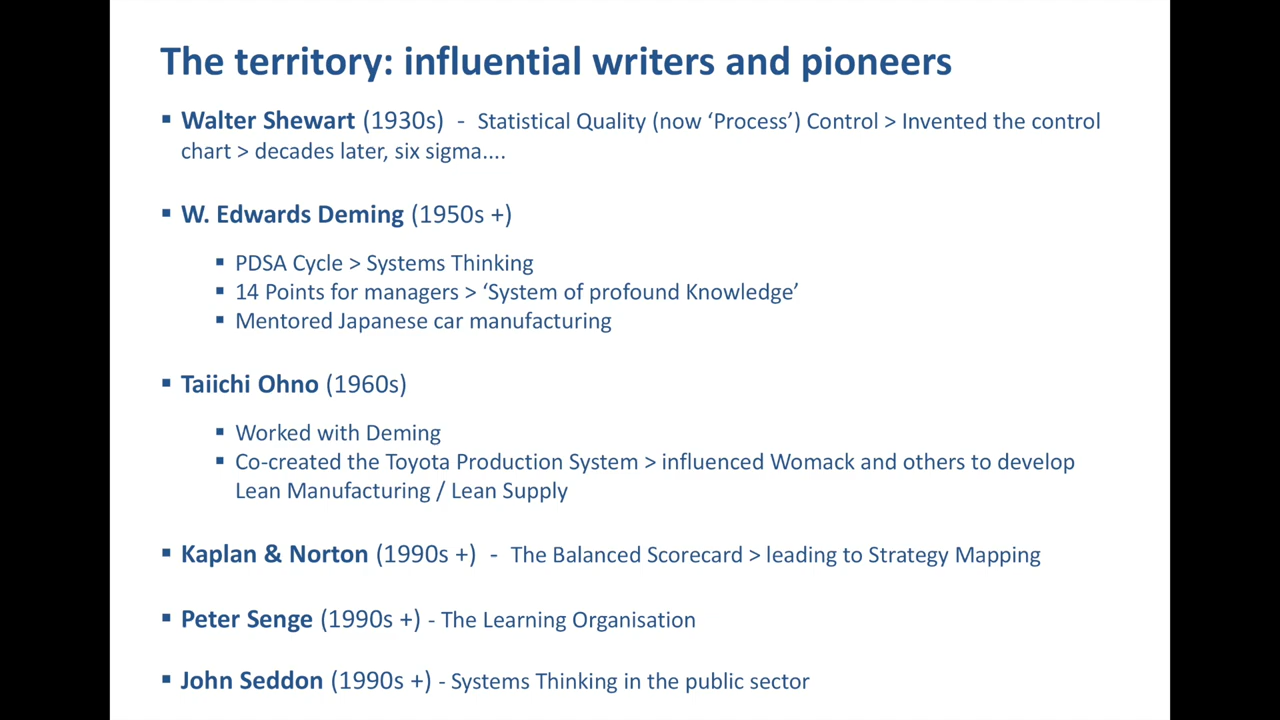 The territory: influential writers and pioneers
▪ Walter Shewart (1930s) - Statistical Quality (now ‘Process’) Control > Invented the control
chart > decades later, six sigma....
▪ W. Edwards Deming (1950s +)
▪ PDSA Cycle > Systems Thinking
▪ 14 Points for managers > ‘System of profound Knowledge’
▪ Mentored Japanese car manufacturing
▪ Taiichi Ohno (1960s)
▪ Worked with Deming
▪ Co-created the Toyota Production System > influenced Womack and others to develop
Lean Manufacturing / Lean Supply
▪ Kaplan & Norton (1990s +) - The Balanced Scorecard > leading to Strategy Mapping
▪ Peter Senge (1990s +) - The Learning Organisation
▪ John Seddon (1990s +) - Systems Thinking in the public sector